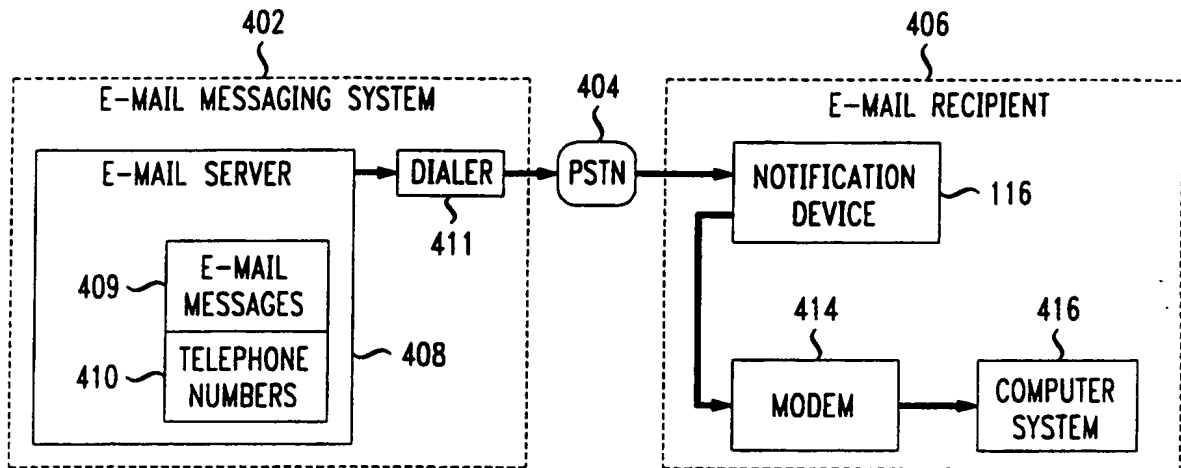 402
406
E-MAIL MESSAGING SYSTEM
404
E-MAIL RECIPIENT
E-MAIL SERVER
DIALER
PSTN
NOTIFICATION
DEVICE
116
411
409
E-MAIL
MESSAGES
410
TELEPHONE
NUMBERS
408
414
416
MODEM
COMPUTER
SYSTEM